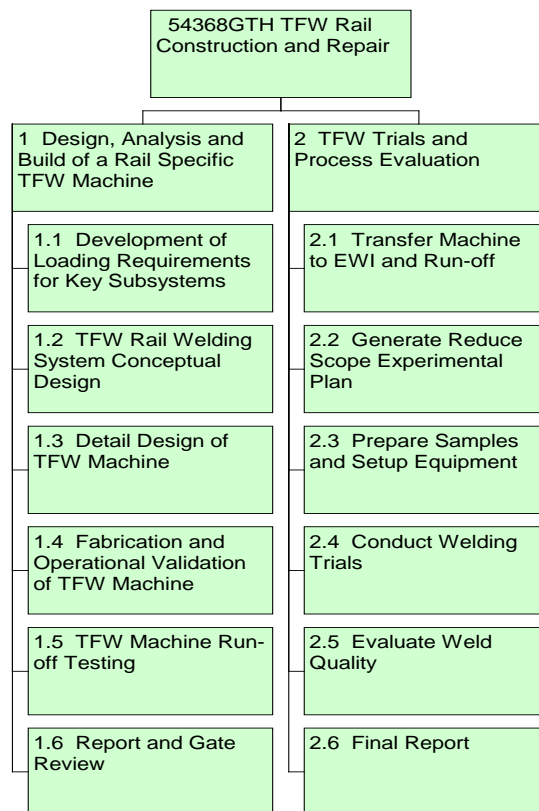 54368GTH TFW Rail
Construction and Repair
1 Design, Analysis and
Build of a Rail Specific
TFW Machine
1.1 Development of
Loading Requirements
for Key Subsystems
1.2 TFW Rail Welding
System Conceptual
Design
1.3 Detail Design of
TFW Machine
1.4 Fabrication and
Operational Validation
of TFW Machine
1.5 TFW Machine Run-
off Testing
1.6 Report and Gate
Review
2 TFW Trials and
Process Evaluation
2.1 Transfer Machine
to EWI and Run-off
2.2 Generate Reduce
Scope Experimental
Plan
2.3 Prepare Samples
and Setup Equipment
2.4 Conduct Welding
Trials
2.5 Evaluate Weld
Quality
2.6 Final Report